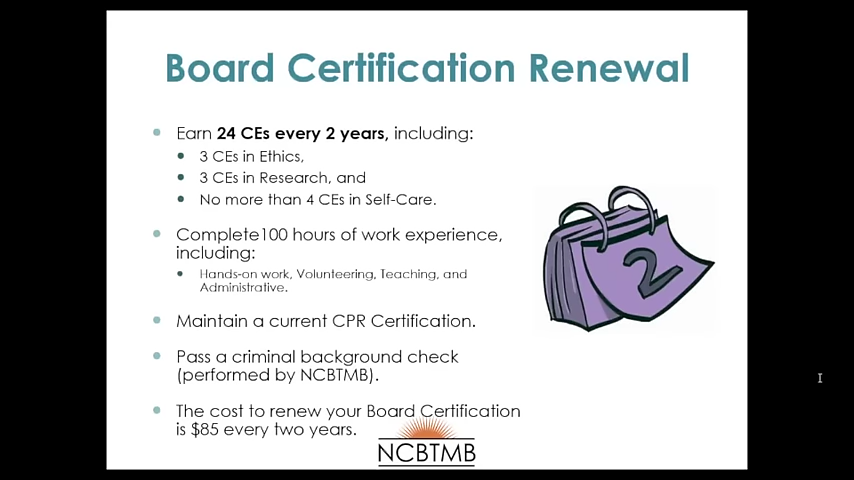 Board Certification Renewal
Earn 24 CEs every 2 years, including:
3 CEs in Ethics,
3 CEs in Research, and
No more than 4 CEs in Self-Care.
Complete100 hours of work experience,
including:
Hands-on work, Volunteering, Teaching, and
Administrative.
2
Maintain a current CPR Certification.
Pass a criminal background check
(performed by NCBTMB).
The cost to renew your Board Certification
is $85 every two years.
NCBTMB